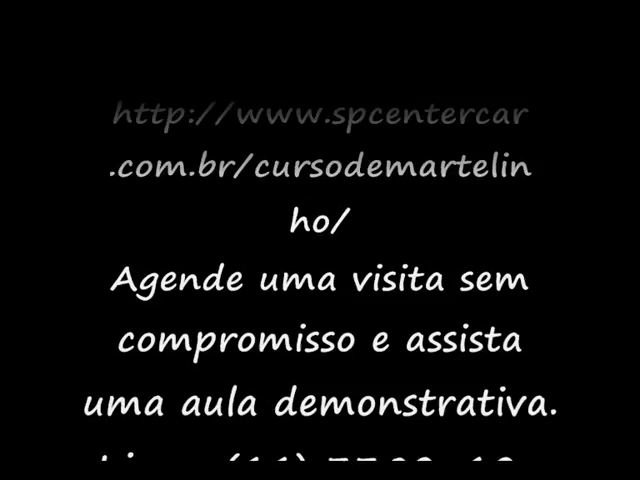 http://www.spcentercar
.com.br/cursodemartelin
ho/
Agende uma visita sem
compromisso e assista
uma aula demonstrativa.